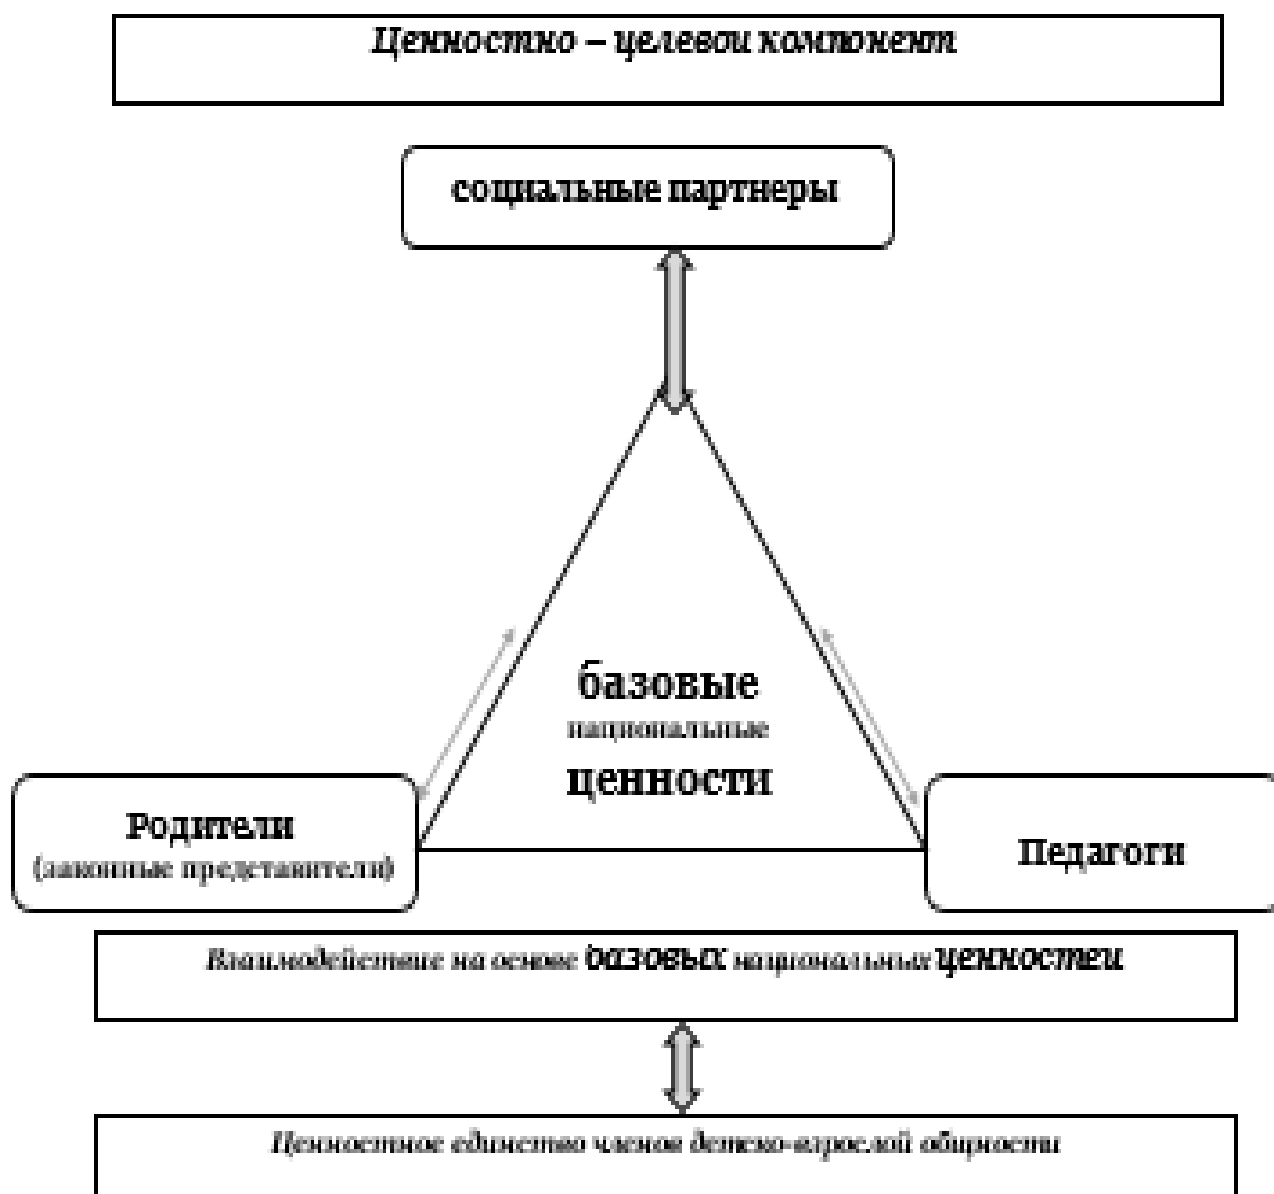 Ценностно – целевой компонент
социальные партнеры
базовые
национальные
ценности
Родители
(законные представители)
Педагоги
Взаимодействие на основе базовых национальных ценностей
Ценностное единство членов детско-взрослой общности